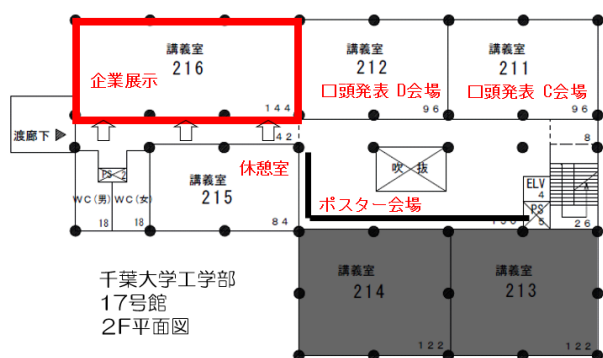 講義室
216
企業展示
144
講義室
212
口頭発表 D会場
96
講義室
211
口頭発表 C会場
96
渡廊下
42
8
PS 2
WC(男)
WC(女)
18
18
講義室
215
休憩室
84
吹抜
ELV
4
PS
5
ポスター会場
26
講義室
214
122
講義室
213
122
千葉大学工学部
17号館
2F平面図